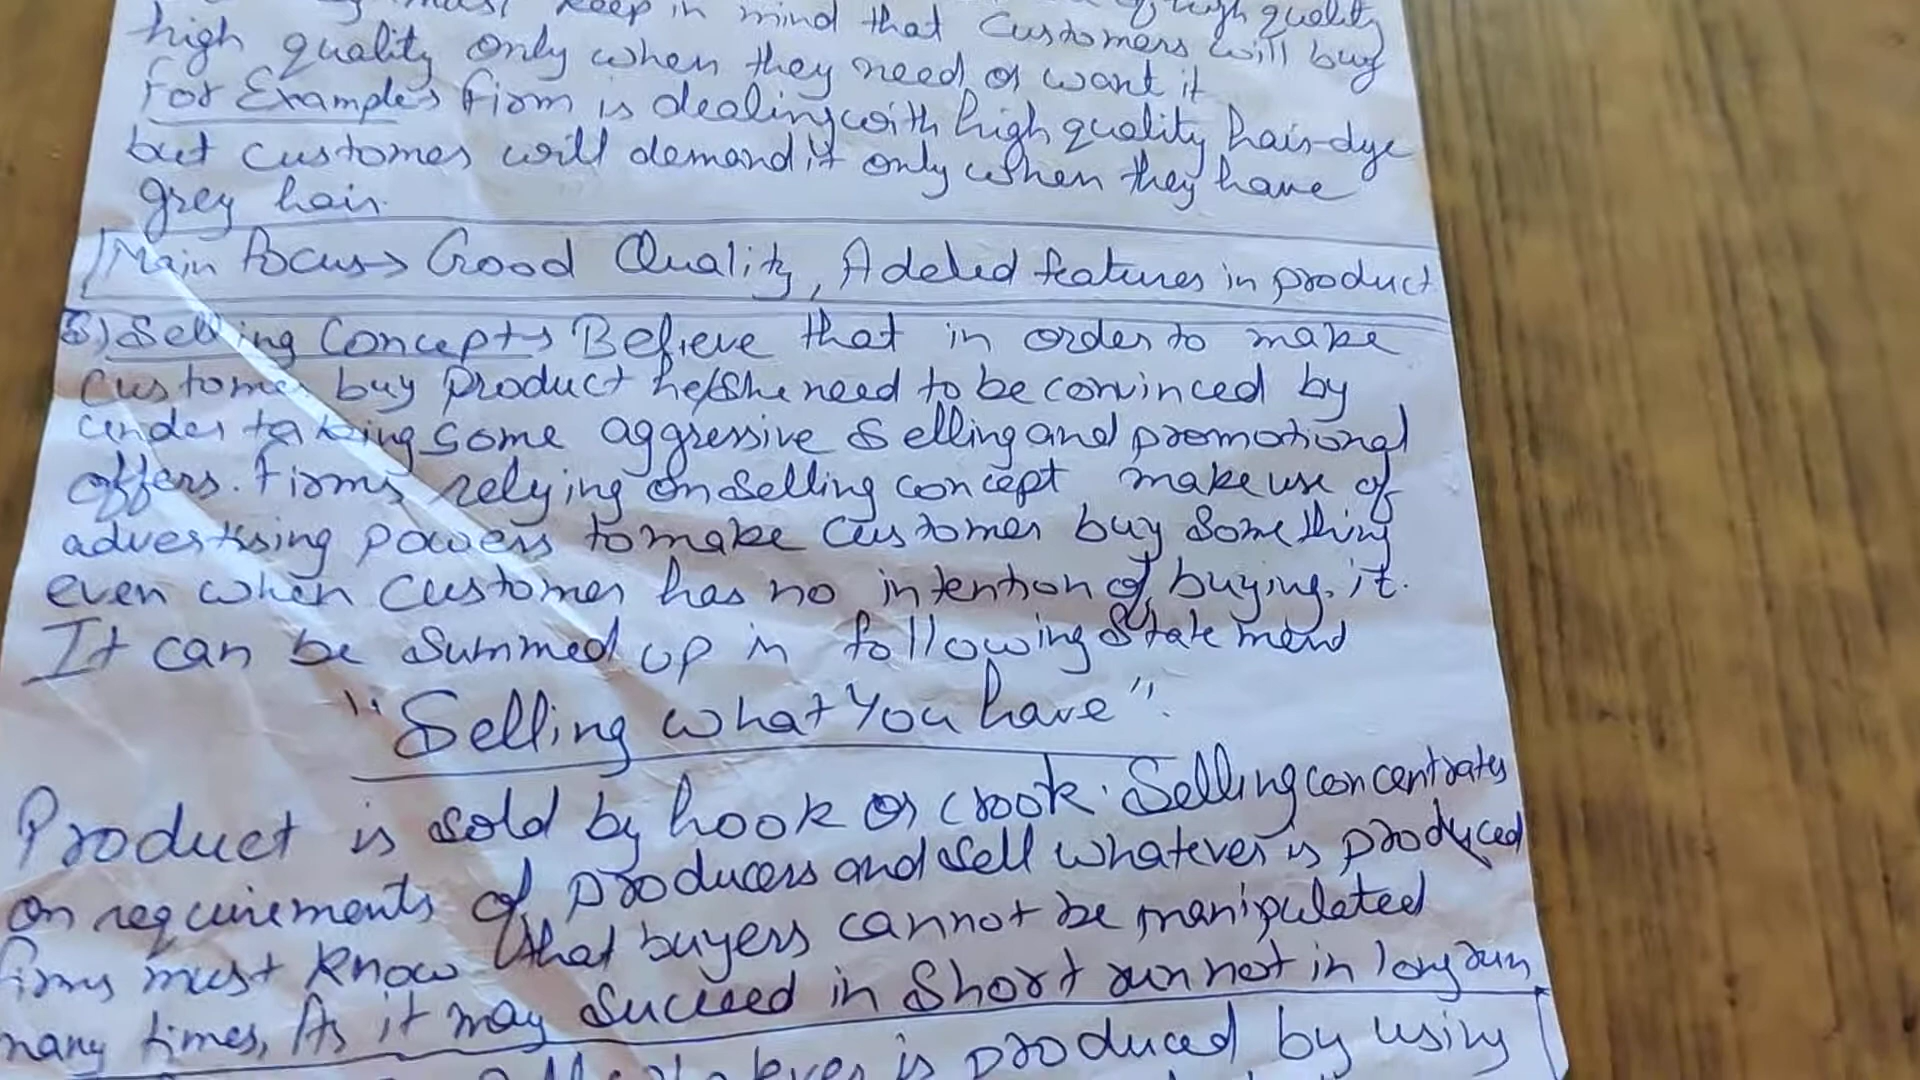 must keep in mind that customers will buy
high quality
high quality only when they need or want it
For Example→ Firm is dealing with high quality hair-dye
but customer will demand it only when they have
grey hair.
Main Focus→ Good Quality, Added features in product
3) Selling Concept→ Believe that in order to make
customer buy product he/she need to be convinced by
under taking some aggressive selling and promotional
offers. Firms relying on selling concept make use of
advertising powers to make customer buy something
even when customer has no intention of buying it.
It can be summed up in following statement
"Selling what You have".
Product is sold by hook or crook. Selling concentrates
on requirements of producers and sell whatever is produced
firms must know that buyers cannot be manipulated
many times, As it may succeed in short run not in long run
is produced by using